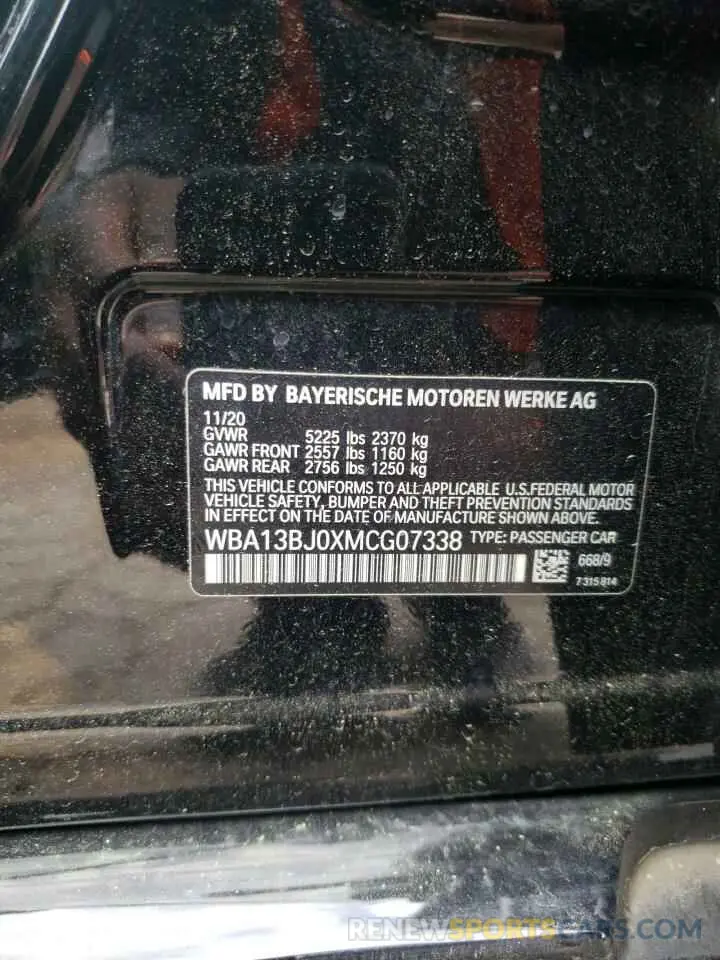 MFD BY BAYERISCHE MOTOREN WERKE AG
11/20
GVWR 5225 lbs 2370 kg
GAWR FRONT 2557 lbs 1160 kg
GAWR REAR 2756 lbs 1250 kg
THIS VEHICLE CONFORMS TO ALL APPLICABLE U.S.FEDERAL MOTOR
VEHICLE SAFETY, BUMPER AND THEFT PREVENTION STANDARDS
IN EFFECT ON THE DATE OF MANUFACTURE SHOWN ABOVE.
WBA13BJ0XMCG07338 TYPE: PASSENGER CAR
668/9
7 315 814
RENEWSPORTSCARS.COM